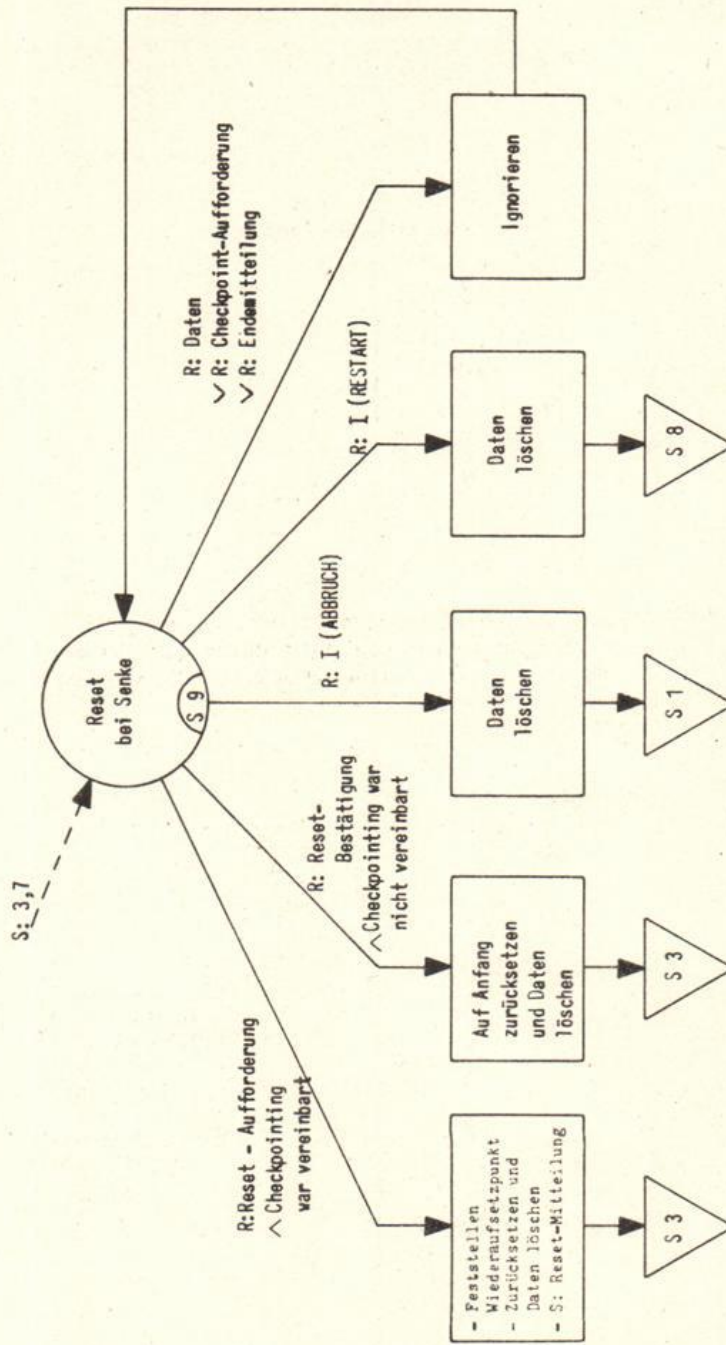 S: 3,7
Reset
bei Senke
S 9
R:Reset - Aufforderung
∧ Checkpointing
war vereinbart
R: Reset-
Bestätigung
∧ Checkpointing war
nicht vereinbart
R: I (ABBRUCH)
R: I (RESTART)
R: Daten
∨ R: Checkpoint-Aufforderung
∨ R: Endemitteilung
- Feststellen
Wiederaufsetzpunkt
- Zurücksetzen und
Daten löschen
- S: Reset-Mitteilung
Auf Anfang
zurücksetzen
und Daten
löschen
Daten
löschen
Daten
löschen
Ignorieren
S 3
S 3
S 1
S 8